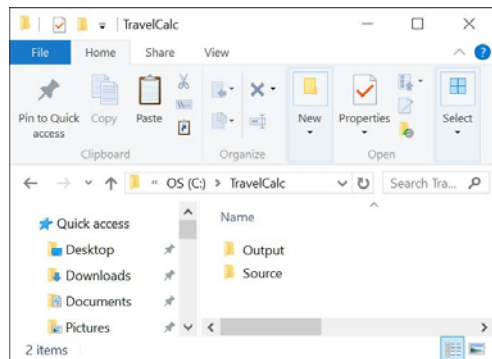 TravelCalc
File Home Share View
Pin to Quick access
Copy
Paste
New
Properties
Select
Clipboard
Organize
Open
« OS (C:) > TravelCalc
Search Tra...
Quick access
Desktop
Downloads
Documents
Pictures
Name
Output
Source
2 items